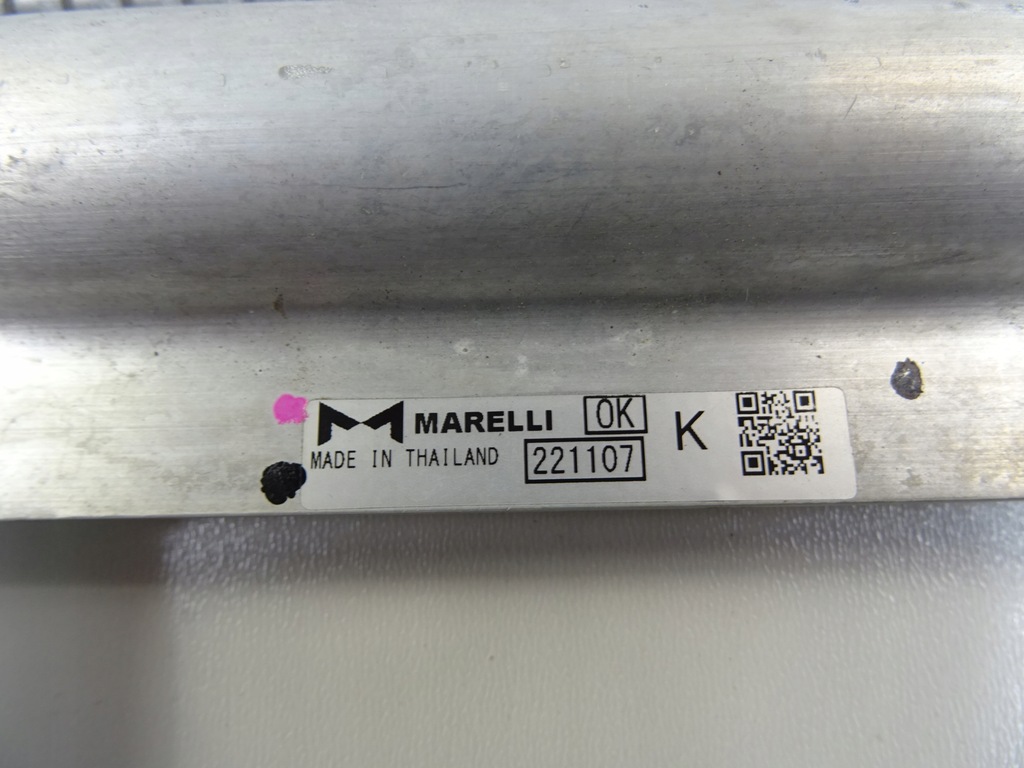 MARELLI OK K
MADE IN THAILAND 221107